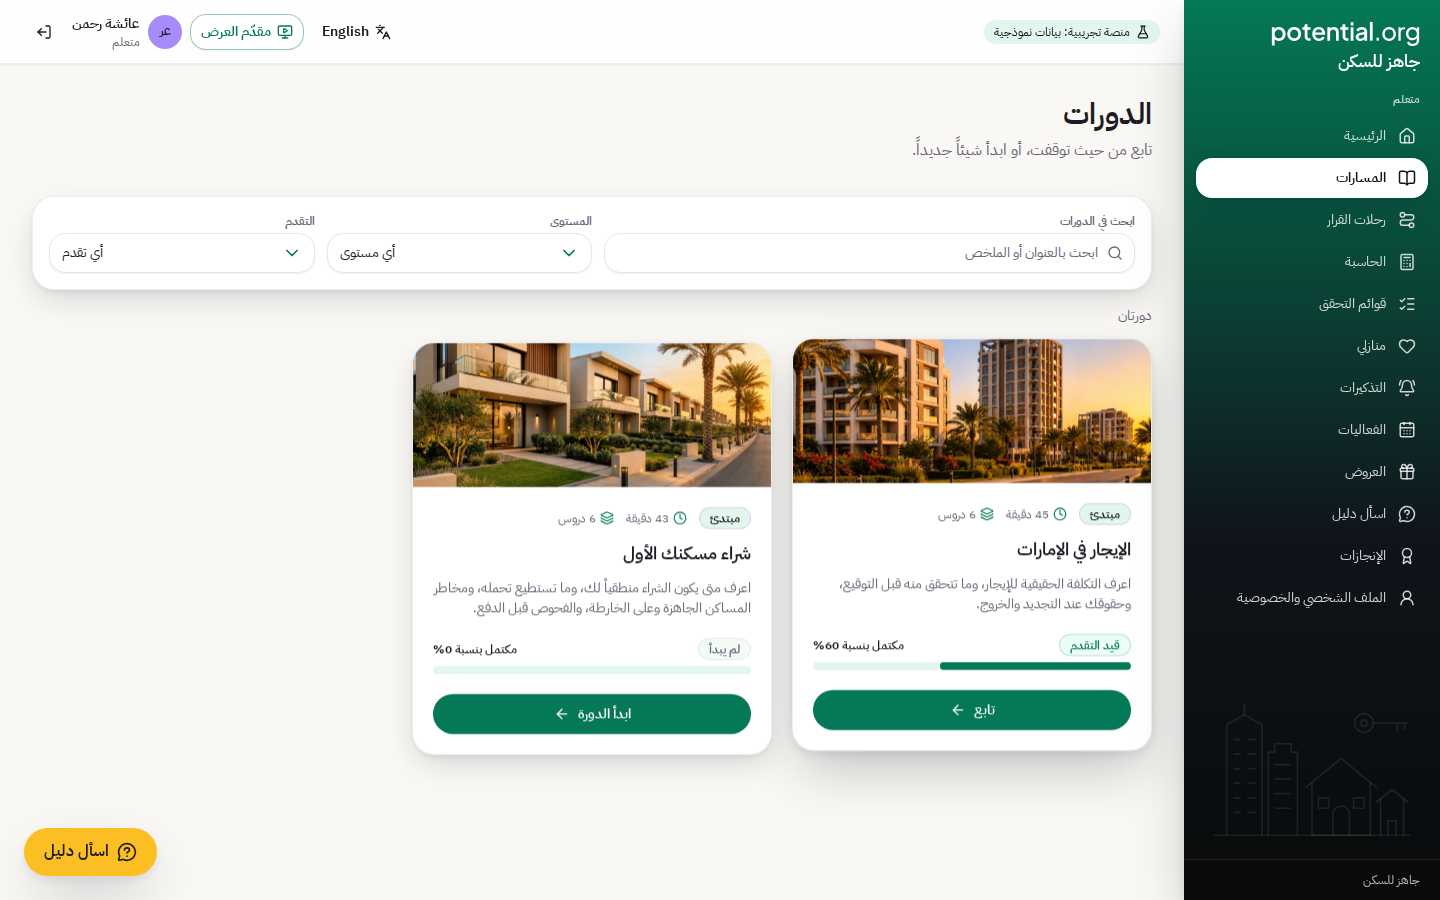 potential.org
جاهز للسكن
متعلم
الرئيسية
المسارات
رحلات القرار
الحاسبة
قوائم التحقق
منازلي
التذكيرات
الفعاليات
العروض
اسأل دليل
الإنجازات
الملف الشخصي والخصوصية
جاهز للسكن
منصة تجريبية: بيانات نموذجية
English
مقدّم العرض
عر
عائشة رحمن
متعلم
الدورات
تابع من حيث توقفت، أو ابدأ شيئاً جديداً.
ابحث في الدورات
المستوى
التقدم
ابحث بالعنوان أو الملخص
أي مستوى
أي تقدم
دورتان
مبتدئ
45 دقيقة
6 دروس
الإيجار في الإمارات
اعرف التكلفة الحقيقية للإيجار، وما تتحقق منه قبل التوقيع،
وحقوقك عند التجديد والخروج.
قيد التقدم
مكتمل بنسبة 60%
تابع
مبتدئ
43 دقيقة
6 دروس
شراء مسكنك الأول
اعرف متى يكون الشراء منطقياً لك، وما تستطيع تحمله، ومخاطر
المساكن الجاهزة وعلى الخارطة، والفحوص قبل الدفع.
لم يبدأ
مكتمل بنسبة 0%
ابدأ الدورة
اسأل دليل